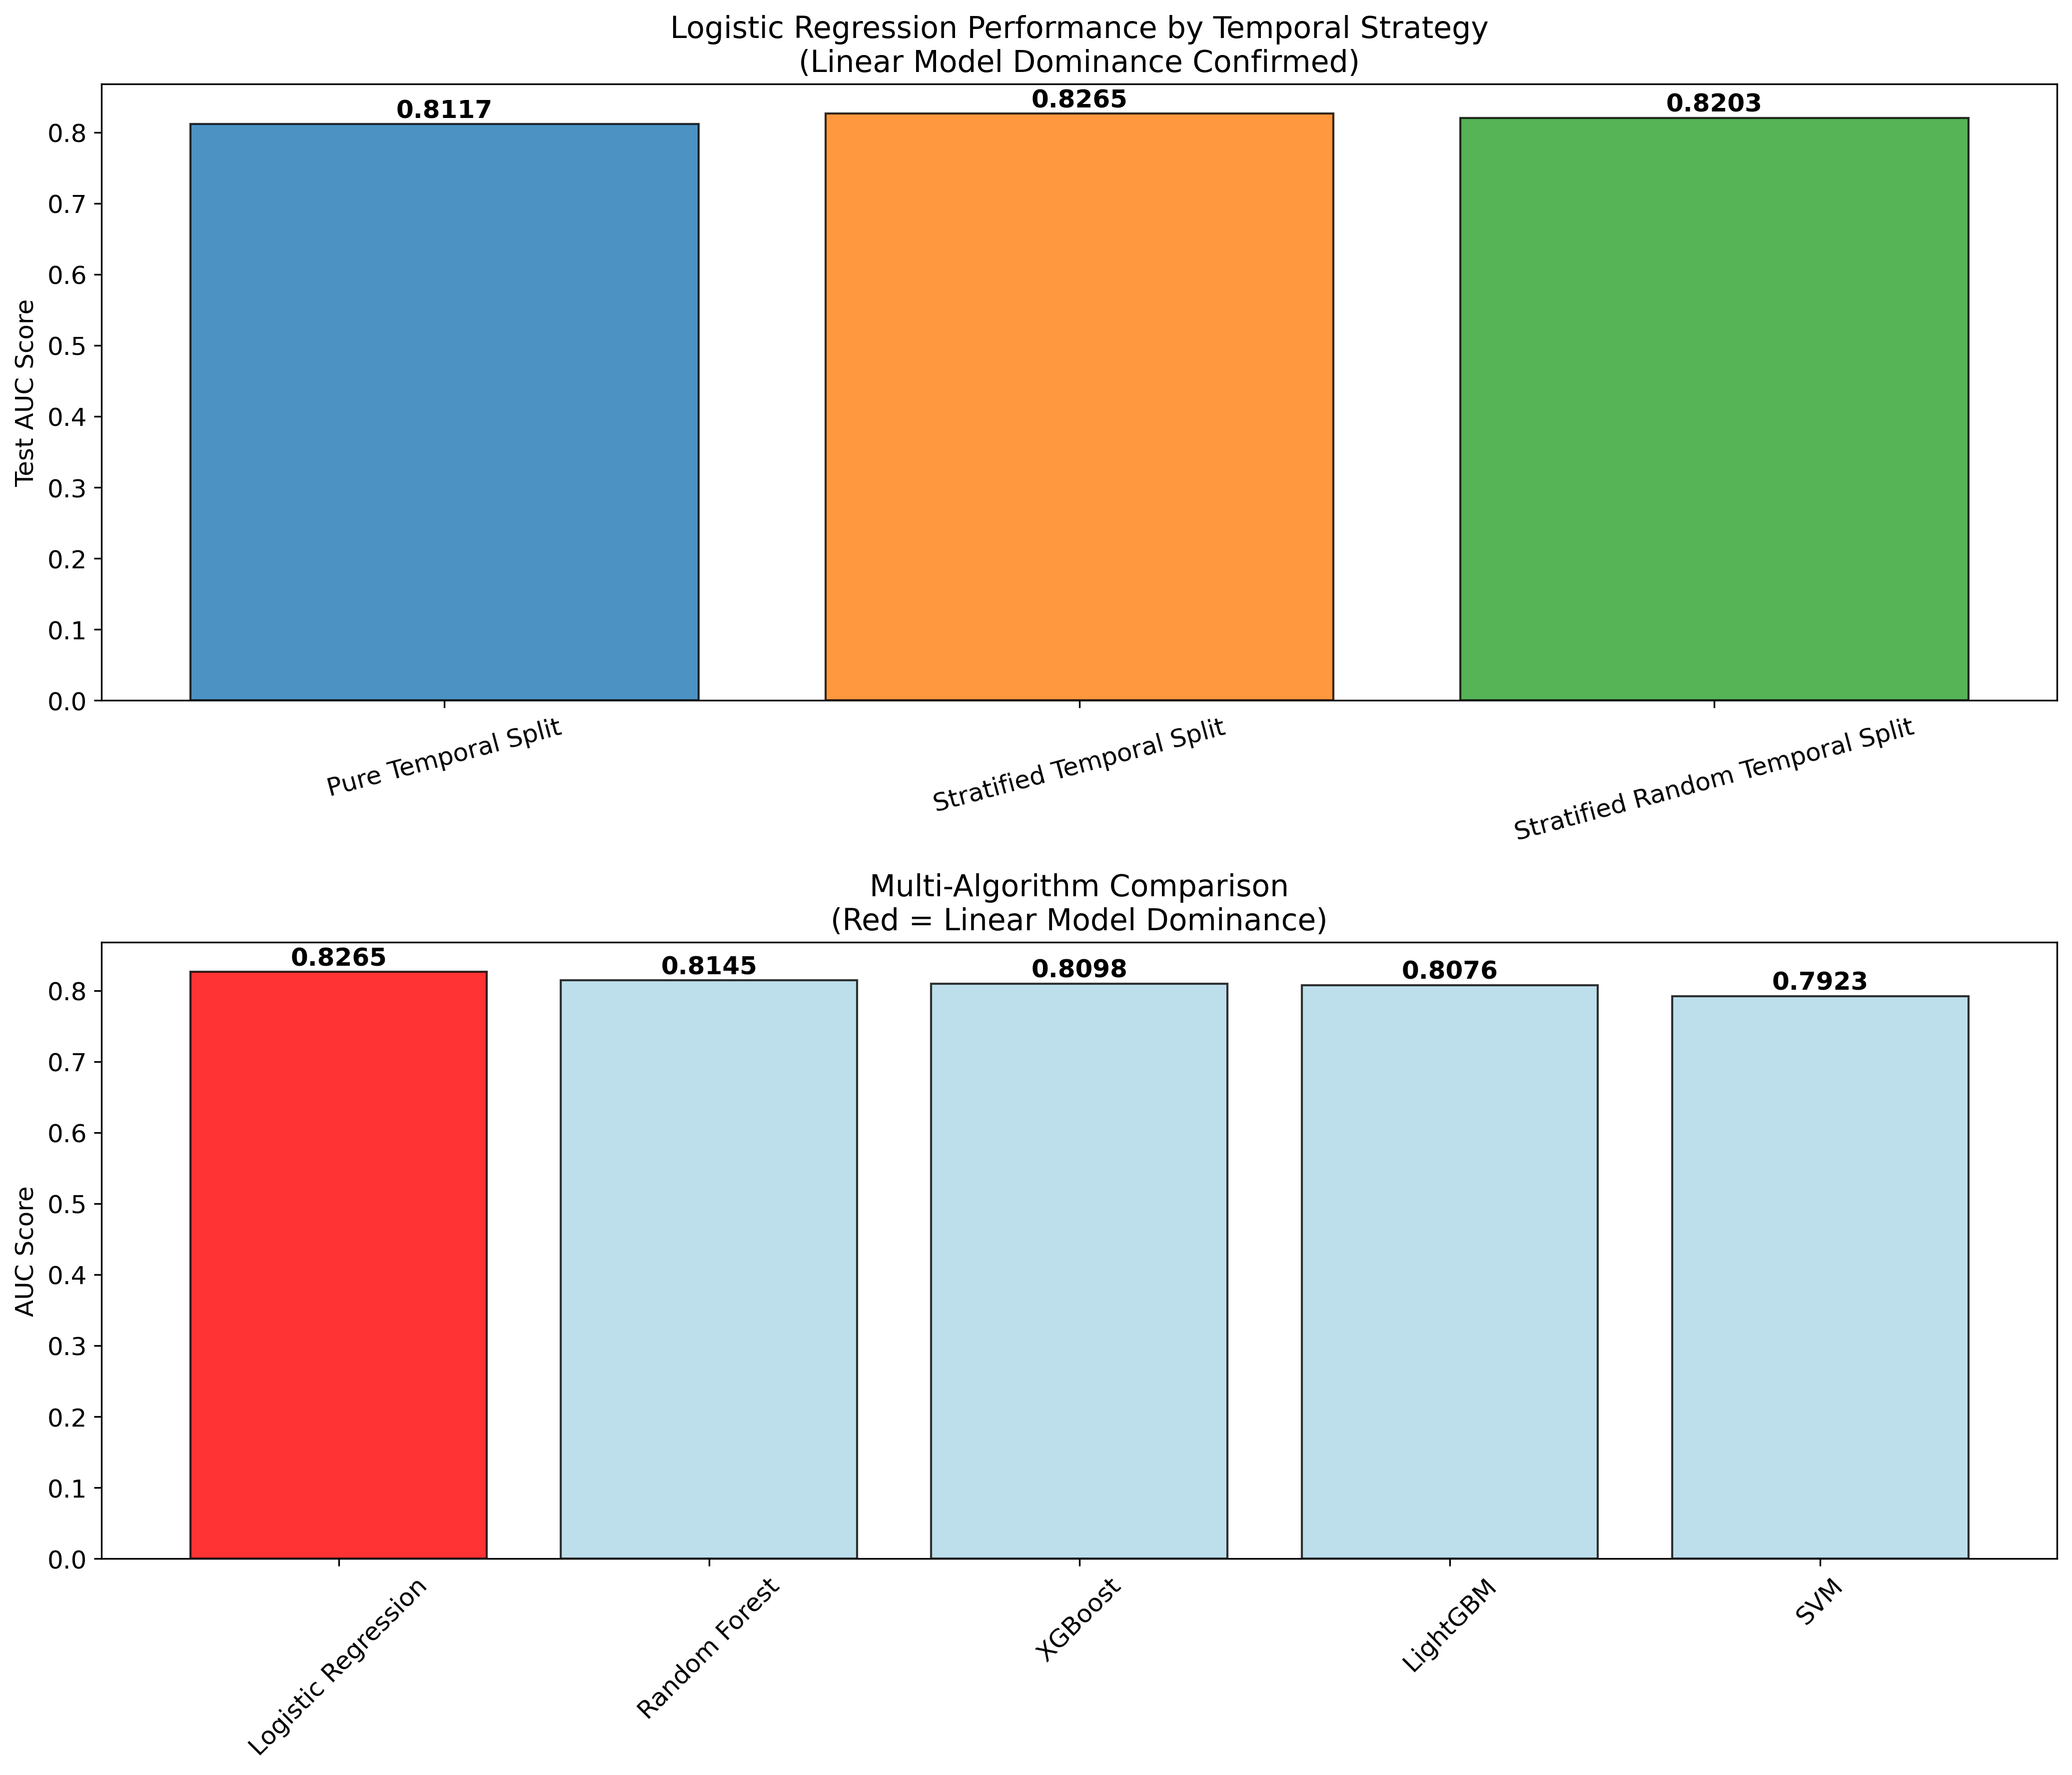 Logistic Regression Performance by Temporal Strategy
(Linear Model Dominance Confirmed)
0.8117
0.8265
0.8203
0.8
0.7
0.6
0.5
0.4
0.3
0.2
0.1
0.0
Test AUC Score
Pure Temporal Split
Stratified Temporal Split
Stratified Random Temporal Split
Multi-Algorithm Comparison
(Red = Linear Model Dominance)
0.8265
0.8145
0.8098
0.8076
0.7923
0.8
0.7
0.6
0.5
0.4
0.3
0.2
0.1
0.0
AUC Score
Logistic Regression
Random Forest
XGBoost
LightGBM
SVM